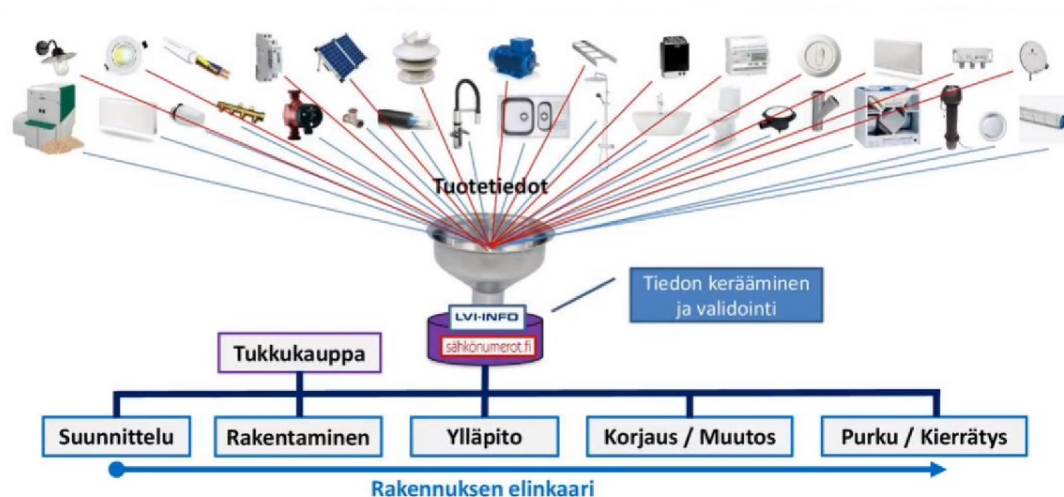 Tuotetiedot
Tiedon kerääminen
ja validointi
LVI-INFO
sähkönumerot.fi
Tukkukauppa
Suunnittelu
Rakentaminen
Ylläpito
Korjaus / Muutos
Purku / Kierrätys
Rakennuksen elinkaari